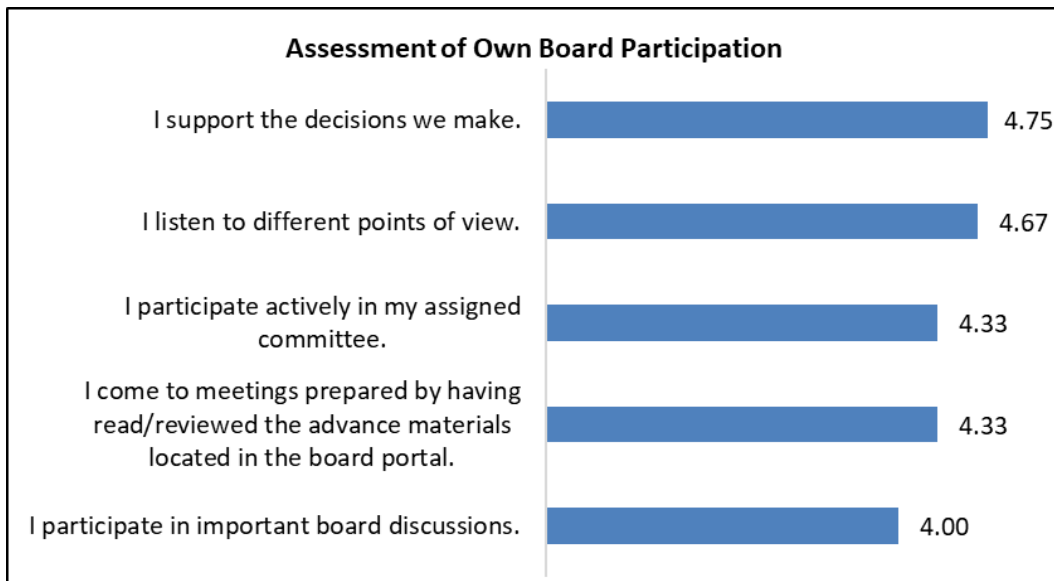 Assessment of Own Board Participation
I support the decisions we make.
4.75
I listen to different points of view.
4.67
I participate actively in my assigned
committee.
4.33
I come to meetings prepared by having
read/reviewed the advance materials
located in the board portal.
4.33
I participate in important board discussions.
4.00